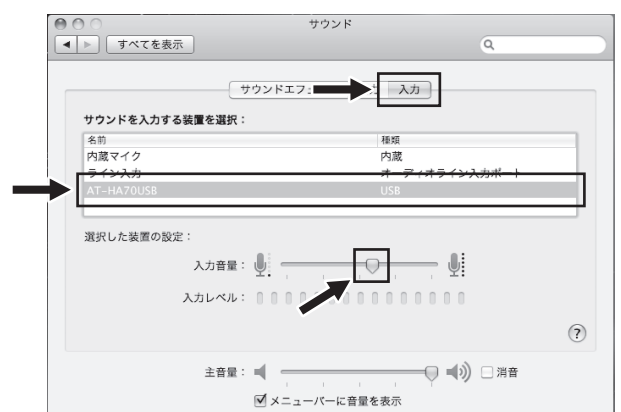 サウンド
すべてを表示
サウンドエフ 入力
サウンドを入力する装置を選択：
名前 種類
内蔵マイク 内蔵
ライン入力 オーディオライン入力ポート
AT-HA70USB USB
選択した装置の設定：
入力音量：
入力レベル：
?
主音量： 消音
メニューバーに音量を表示